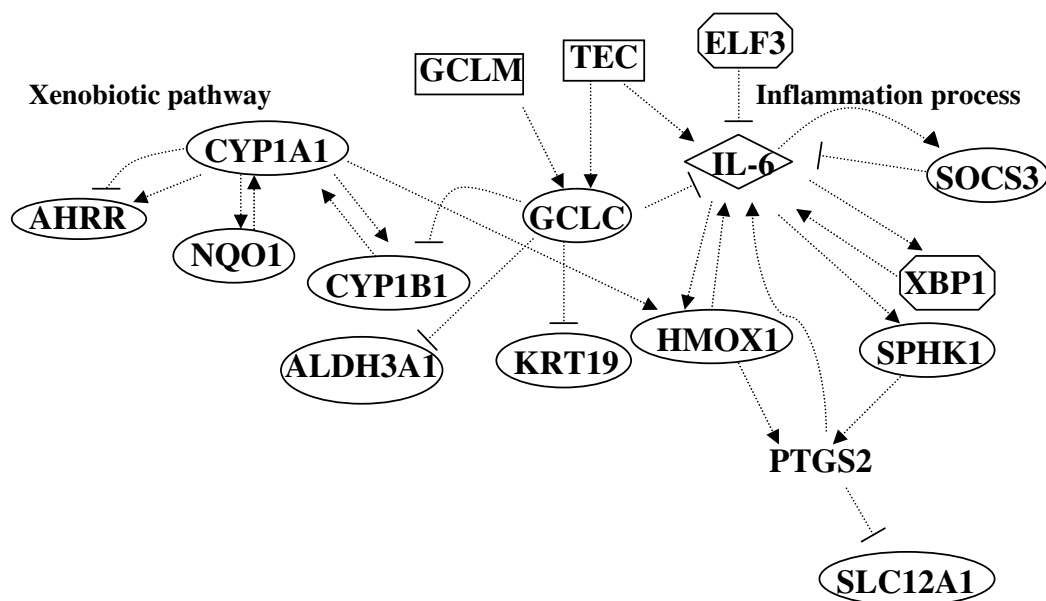 ELF3
TEC
GCLM
Xenobiotic pathway
Inflammation process
CYP1A1
IL-6
SOCS3
AHRR
GCLC
NQO1
CYP1B1
XBP1
HMOX1
SPHK1
ALDH3A1
KRT19
PTGS2
SLC12A1